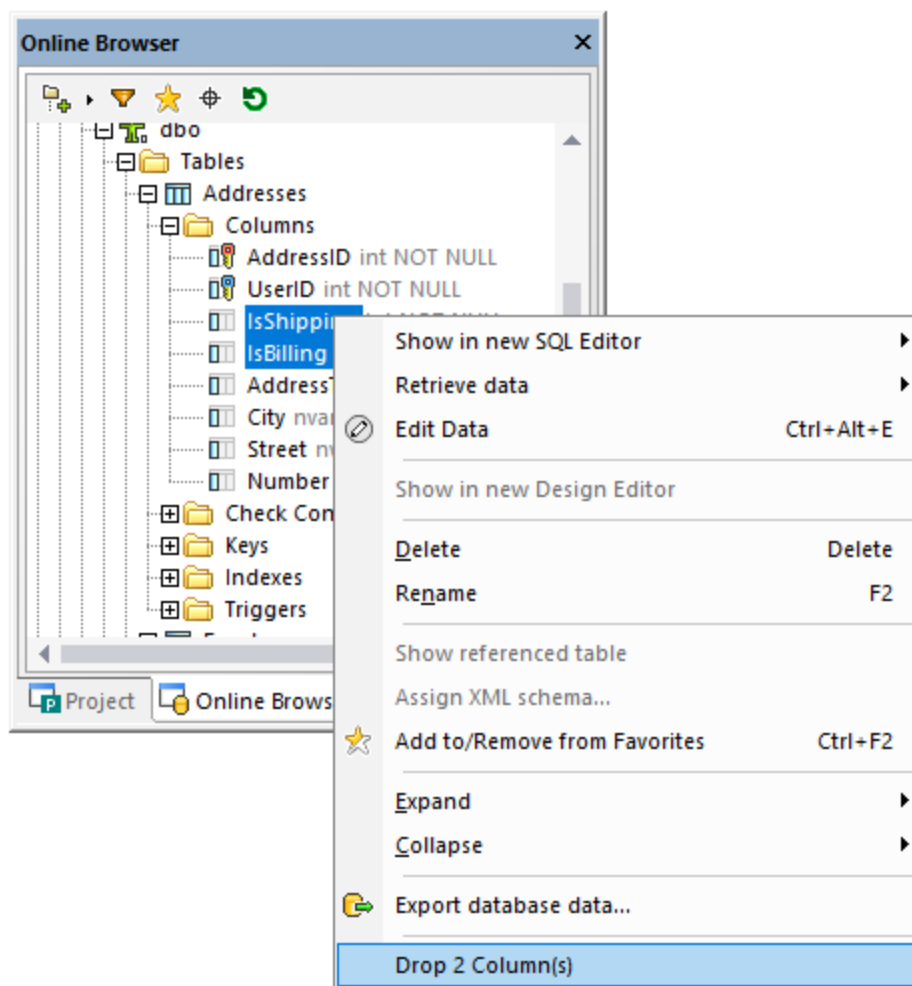 Online Browser
dbo
Tables
Addresses
Columns
AddressID int NOT NULL
UserID int NOT NULL
IsShippin
IsBilling
Address
City nvar
Street nv
Number
Check Con
Keys
Indexes
Triggers
Project
Online Brows
Show in new SQL Editor
Retrieve data
Edit Data Ctrl+Alt+E
Show in new Design Editor
Delete Delete
Rename F2
Show referenced table
Assign XML schema...
Add to/Remove from Favorites Ctrl+F2
Expand
Collapse
Export database data...
Drop 2 Column(s)